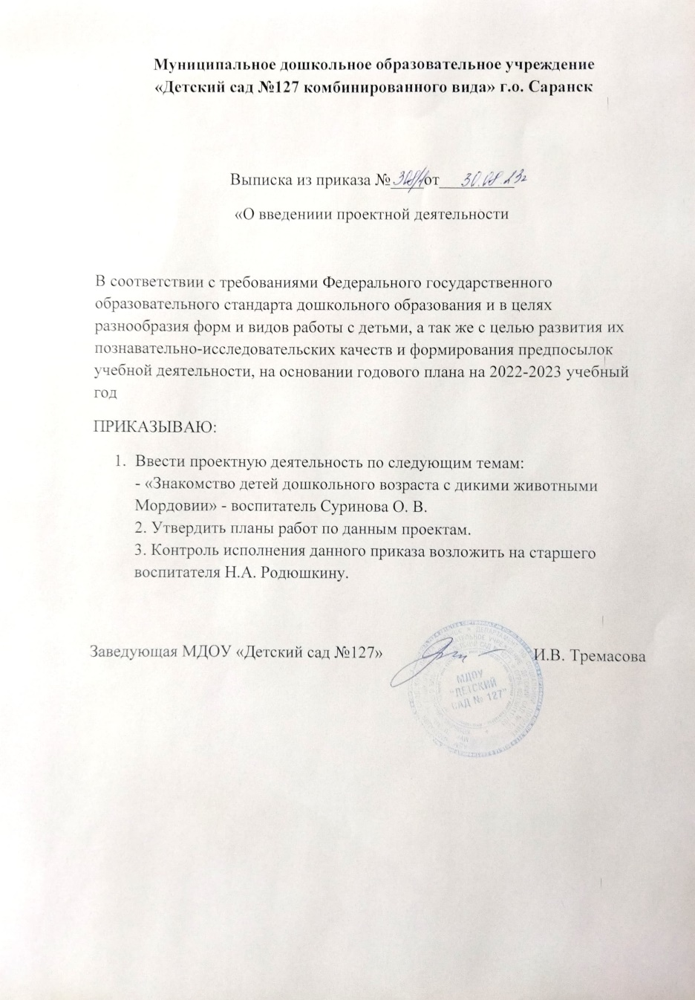 Муниципальное дошкольное образовательное учреждение
«Детский сад №127 комбинированного вида» г.о. Саранск
Выписка из приказа № 308/1 от 30.08.23г
«О введениии проектной деятельности
В соответствии с требованиями Федерального государственного
образовательного стандарта дошкольного образования и в целях
разнообразия форм и видов работы с детьми, а так же с целью развития их
познавательно-исследовательских качеств и формирования предпосылок
учебной деятельности, на основании годового плана на 2022-2023 учебный
год
ПРИКАЗЫВАЮ:
1. Ввести проектную деятельность по следующим темам:
- «Знакомство детей дошкольного возраста с дикими животными
Мордовии» - воспитатель Суринова О. В.
2. Утвердить планы работ по данным проектам.
3. Контроль исполнения данного приказа возложить на старшего
воспитателя Н.А. Родюшкину.
Заведующая МДОУ «Детский сад №127» И.В. Тремасова
МДОУ
"ДЕТСКИЙ
САД № 127"